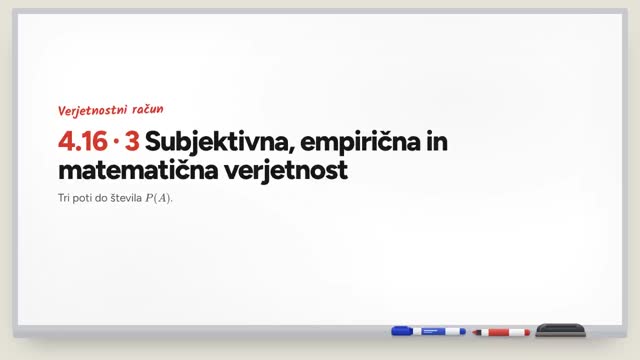 Verjetnostni račun
4.16 · 3 Subjektivna, empirična in
matematična verjetnost
Tri poti do števila P(A).